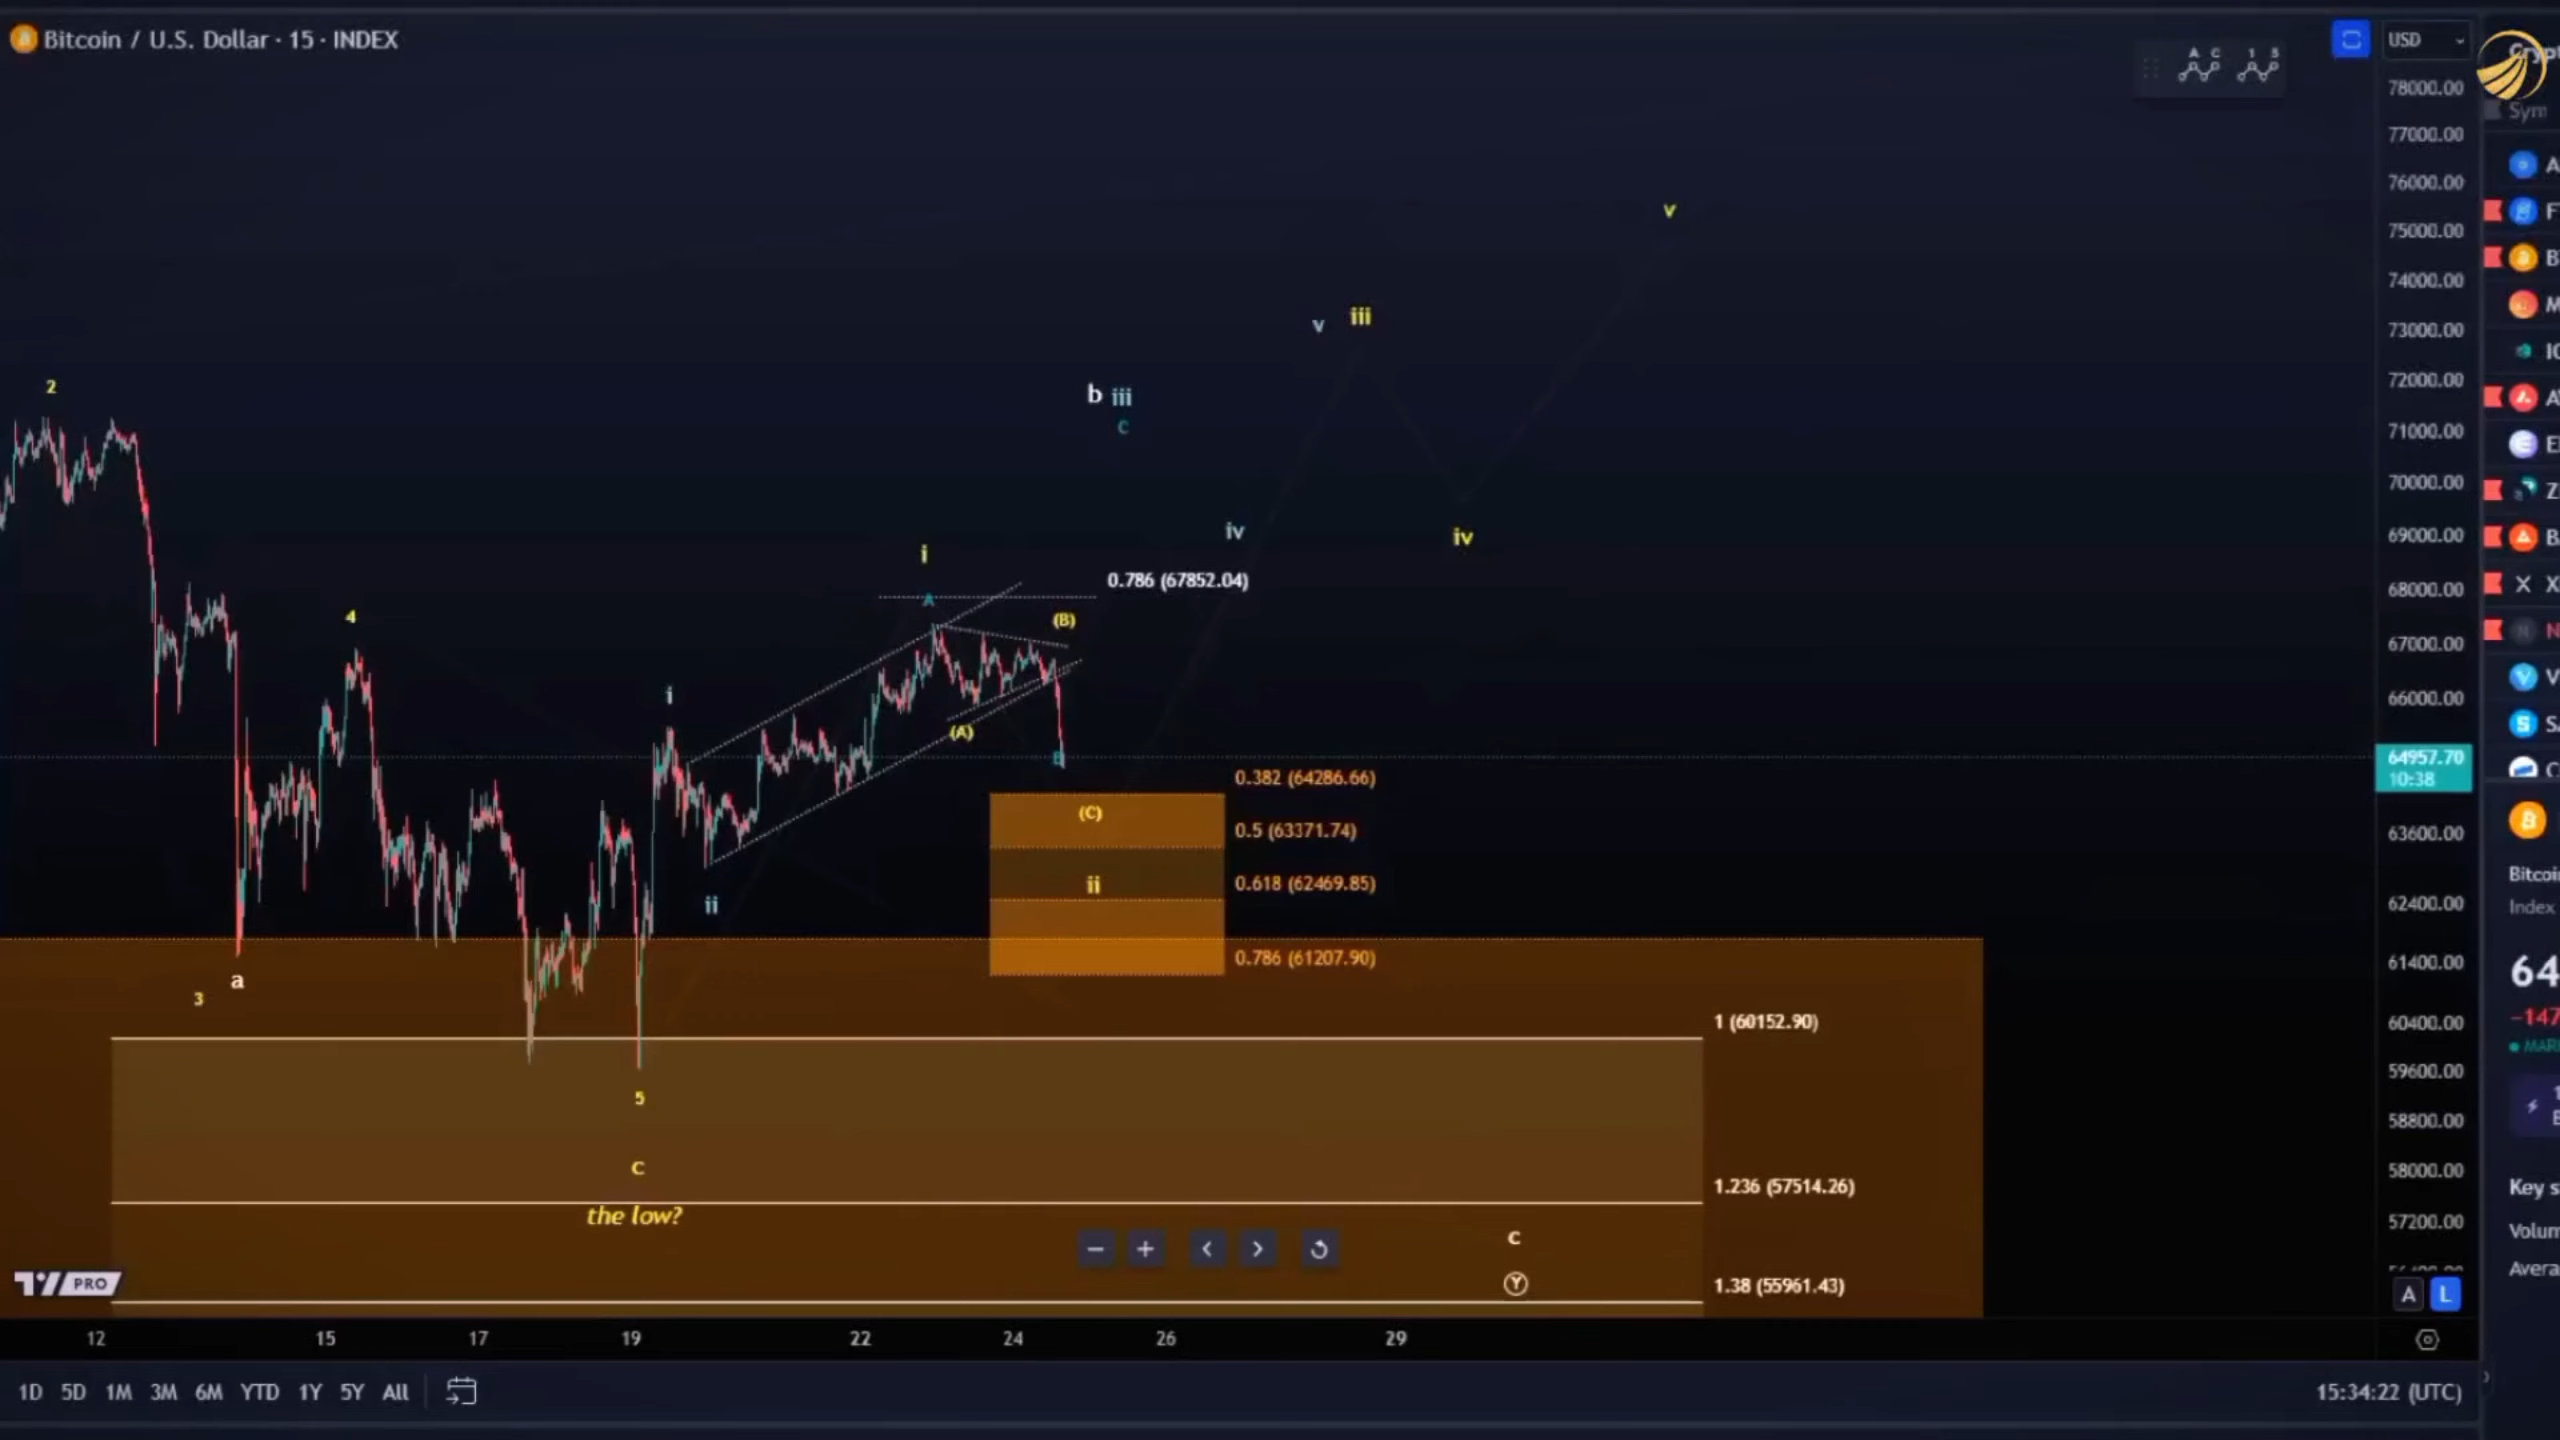 Bitcoin / U.S. Dollar · 15 · INDEX
A C
1 5
USD
78000.00
77000.00
76000.00
75000.00
74000.00
73000.00
72000.00
71000.00
70000.00
69000.00
68000.00
67000.00
66000.00
64957.70
10:38
63600.00
62400.00
61400.00
60400.00
59600.00
58800.00
58000.00
57200.00
v
v iii
b iii
c
2
iv
iv
i
0.786 (67852.04)
A
4
(B)
i
(A)
B
0.382 (64286.66)
(C)
0.5 (63371.74)
0.618 (62469.85)
ii
ii
0.786 (61207.90)
a
3
1 (60152.90)
5
C
1.236 (57514.26)
the low?
c
Y
1.38 (55961.43)
PRO
A L
12 15 17 19 22 24 26 29
1D 5D 1M 3M 6M YTD 1Y 5Y All
15:34:22 (UTC)
Sym
Bitcoi
Index
64
-147
MAR
Key s
Volum
Avera